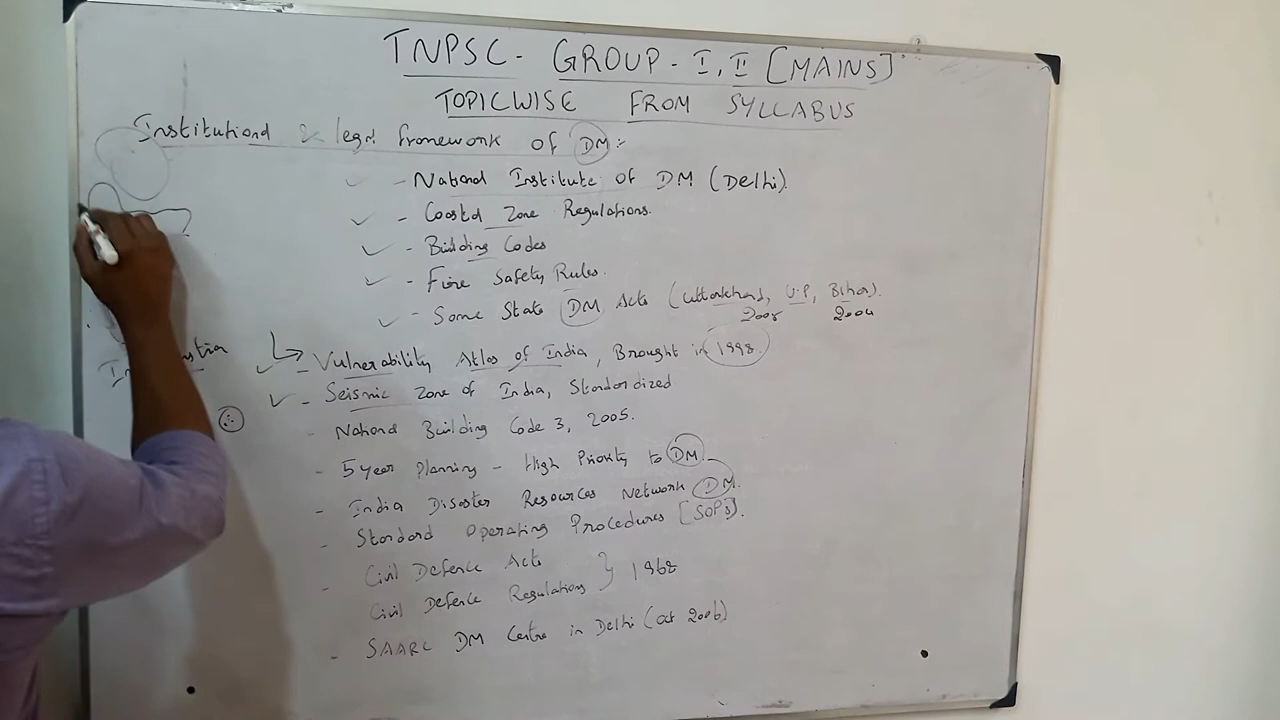 TNPSC - GROUP - I, II [MAINS]
TOPICWISE FROM SYLLABUS
Institutional & legal framework of DM :-
- National Institute of DM (Delhi).
- Coastal Zone Regulations.
- Building Codes
- Fire Safety Rules.
- Some State DM Acts (Uttarkhand, U.P, Bihar).
2005 2004
- Vulnerability Atlas of India, Brought in 1998.
- Seismic Zone of India, Standardized
- National Building Code 3, 2005.
- 5 year Planning - High Priority to DM
- India Disaster Resources Network DM.
- Standard Operating Procedures [SOPs].
- Civil Defence Acts
Civil Defence Regulations } 1968
- SAARC DM Centre in Delhi (Oct 2006)